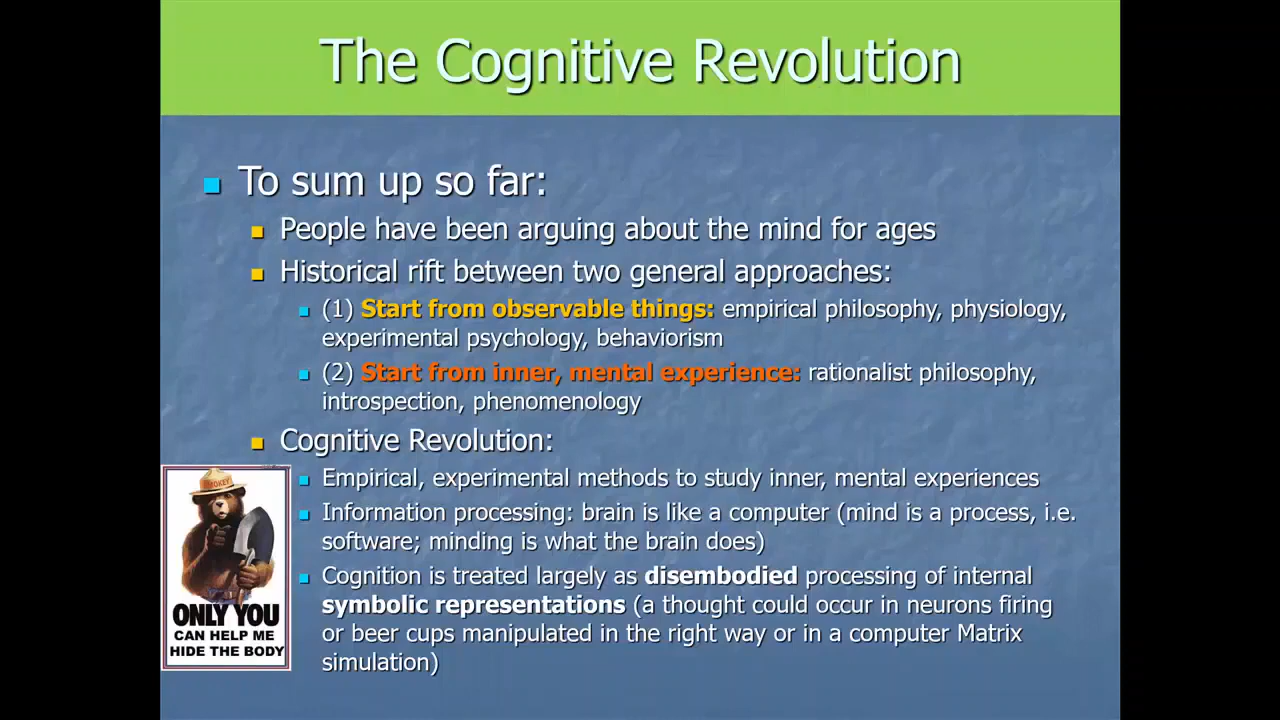 The Cognitive Revolution
To sum up so far:
People have been arguing about the mind for ages
Historical rift between two general approaches:
(1) Start from observable things: empirical philosophy, physiology,
experimental psychology, behaviorism
(2) Start from inner, mental experience: rationalist philosophy,
introspection, phenomenology
Cognitive Revolution:
Empirical, experimental methods to study inner, mental experiences
Information processing: brain is like a computer (mind is a process, i.e.
software; minding is what the brain does)
Cognition is treated largely as disembodied processing of internal
symbolic representations (a thought could occur in neurons firing
or beer cups manipulated in the right way or in a computer Matrix
simulation)
SMOKEY
ONLY YOU
CAN HELP ME
HIDE THE BODY